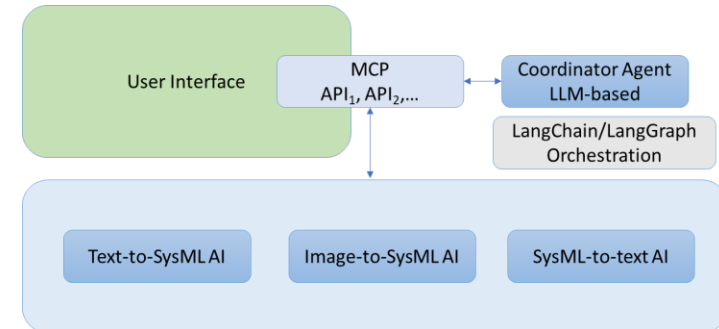 User Interface
MCP
API₁, API₂,...
Coordinator Agent
LLM-based
LangChain/LangGraph
Orchestration
Text-to-SysML AI
Image-to-SysML AI
SysML-to-text AI